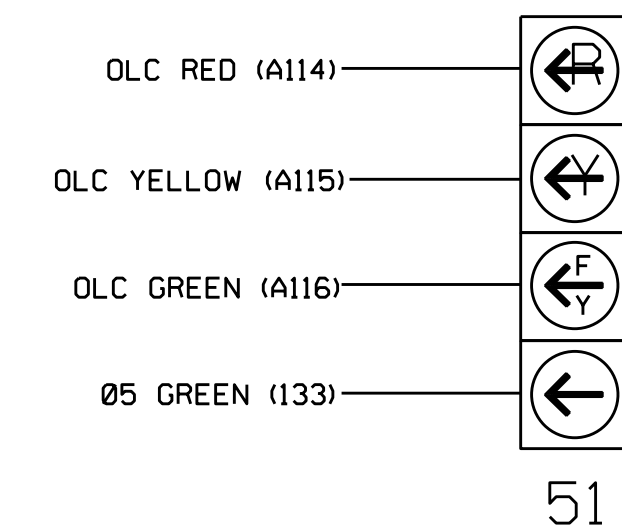 OLC RED (A114)
R
OLC YELLOW (A115)
Y
OLC GREEN (A116)
F
Y
Ø5 GREEN (133)
51